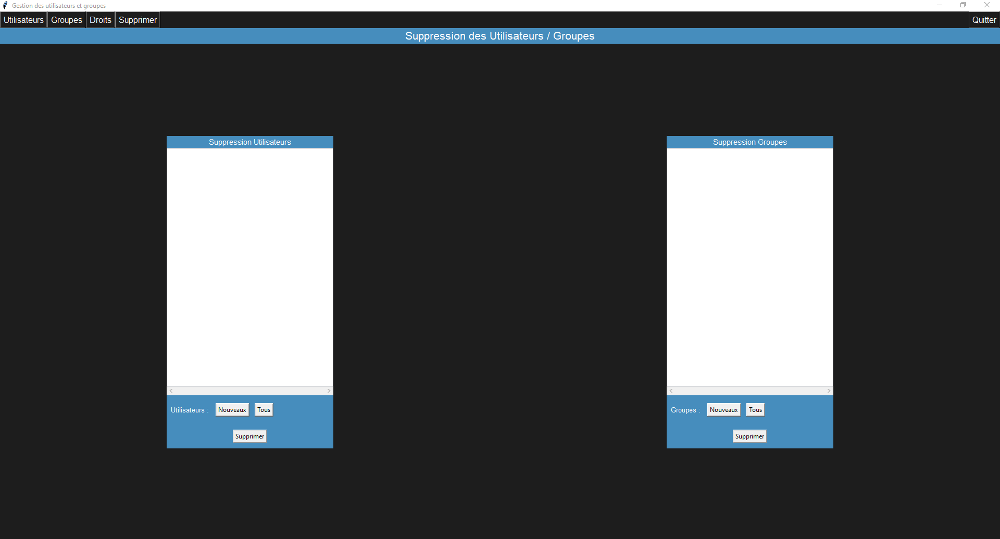 Gestion des utilisateurs et groupes
Utilisateurs Groupes Droits Supprimer Quitter
Suppression des Utilisateurs / Groupes
Suppression Utilisateurs
Utilisateurs : Nouveaux Tous
Supprimer
Suppression Groupes
Groupes : Nouveaux Tous
Supprimer